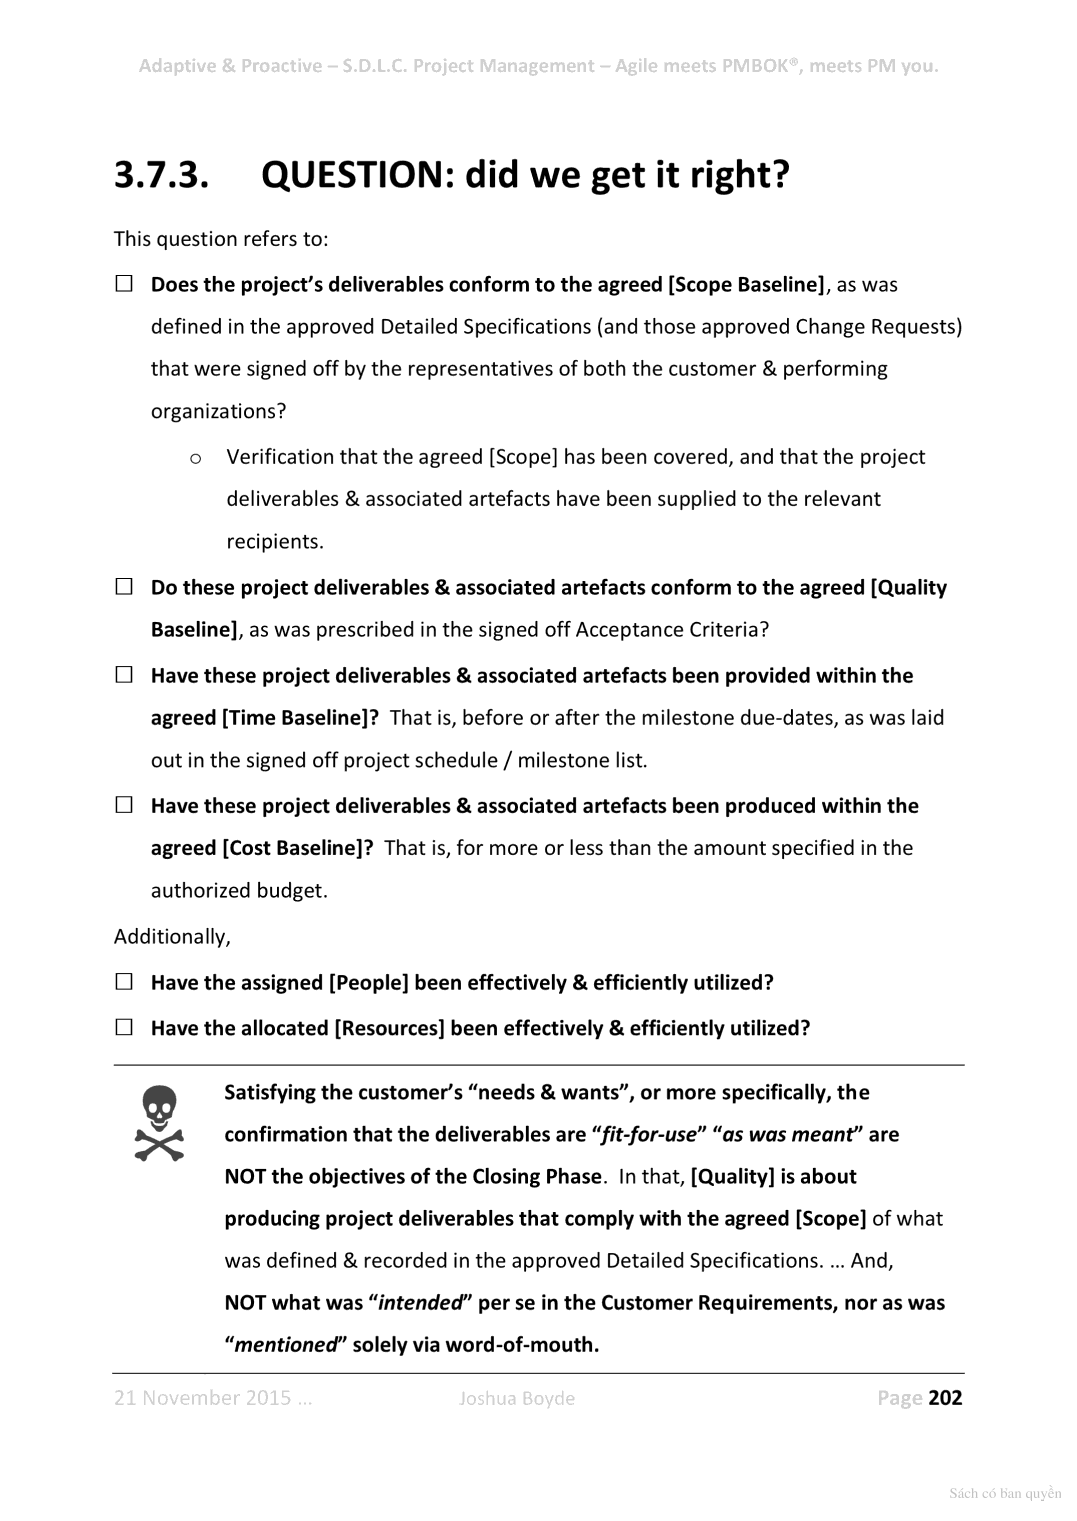 Adaptive & Proactive – S.D.L.C. Project Management – Agile meets PMBOK®, meets PM you.
3.7.3. QUESTION: did we get it right?
This question refers to:
☐ Does the project’s deliverables conform to the agreed [Scope Baseline], as was
defined in the approved Detailed Specifications (and those approved Change Requests)
that were signed off by the representatives of both the customer & performing
organizations?
o Verification that the agreed [Scope] has been covered, and that the project
deliverables & associated artefacts have been supplied to the relevant
recipients.
☐ Do these project deliverables & associated artefacts conform to the agreed [Quality
Baseline], as was prescribed in the signed off Acceptance Criteria?
☐ Have these project deliverables & associated artefacts been provided within the
agreed [Time Baseline]? That is, before or after the milestone due-dates, as was laid
out in the signed off project schedule / milestone list.
☐ Have these project deliverables & associated artefacts been produced within the
agreed [Cost Baseline]? That is, for more or less than the amount specified in the
authorized budget.
Additionally,
☐ Have the assigned [People] been effectively & efficiently utilized?
☐ Have the allocated [Resources] been effectively & efficiently utilized?
Satisfying the customer’s “needs & wants”, or more specifically, the
confirmation that the deliverables are “fit-for-use” “as was meant” are
NOT the objectives of the Closing Phase. In that, [Quality] is about
producing project deliverables that comply with the agreed [Scope] of what
was defined & recorded in the approved Detailed Specifications. … And,
NOT what was “intended” per se in the Customer Requirements, nor as was
“mentioned” solely via word-of-mouth.
21 November 2015 … Joshua Boyde Page 202
Sách có bản quyền